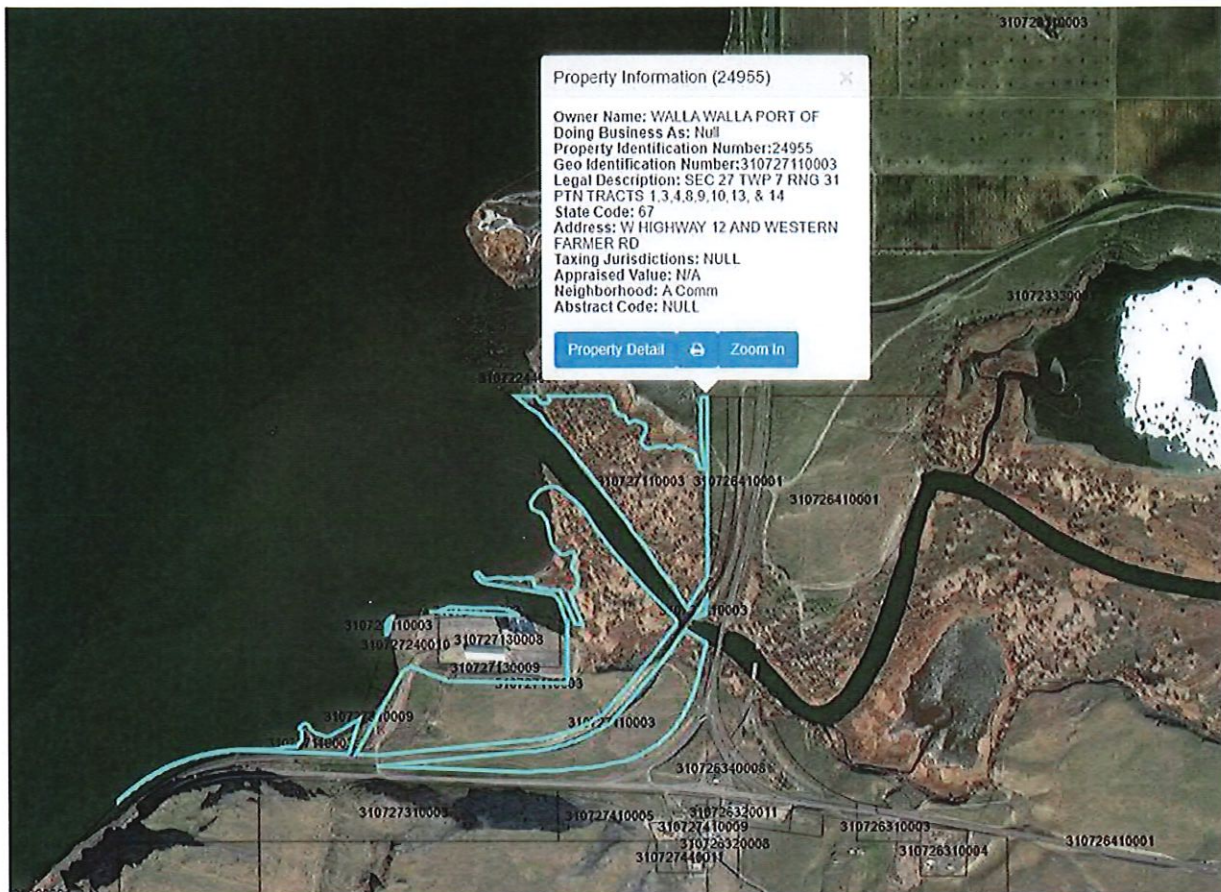 310723310003
Property Information (24955)
Owner Name: WALLA WALLA PORT OF
Doing Business As: Null
Property Identification Number:24955
Geo Identification Number:310727110003
Legal Description: SEC 27 TWP 7 RNG 31
PTN TRACTS 1,3,4,8,9,10,13, & 14
State Code: 67
Address: W HIGHWAY 12 AND WESTERN
FARMER RD
Taxing Jurisdictions: NULL
Appraised Value: N/A
Neighborhood: A Comm
Abstract Code: NULL
Property Detail
Zoom In
310727110003
310726410001
310726410001
310727240010
310727130008
310727130009
310727110003
310726340008
310727310003
310727410005
310726320011
310727410009
310726320008
310727440011
310726310003
310726310004
310726410001